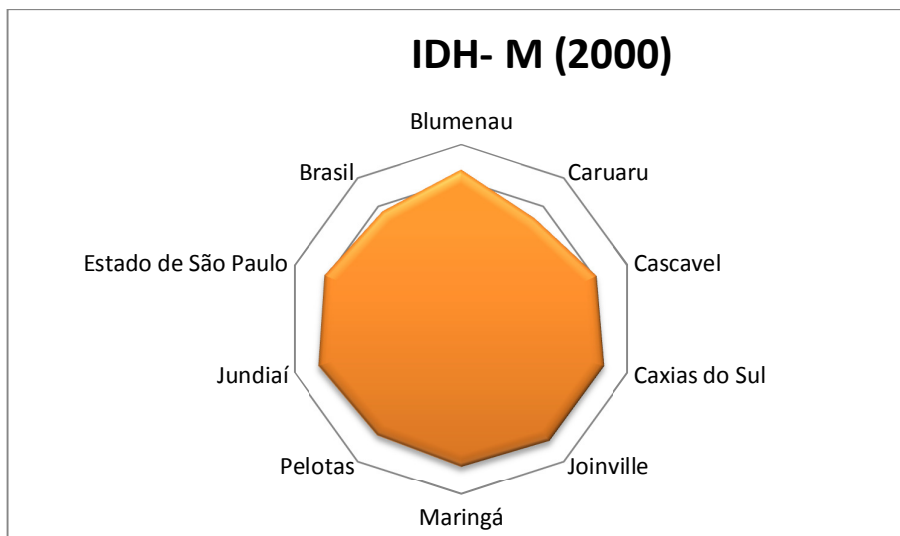 IDH- M (2000)
Blumenau
Brasil
Caruaru
Estado de São Paulo
Cascavel
Jundiaí
Caxias do Sul
Pelotas
Joinville
Maringá